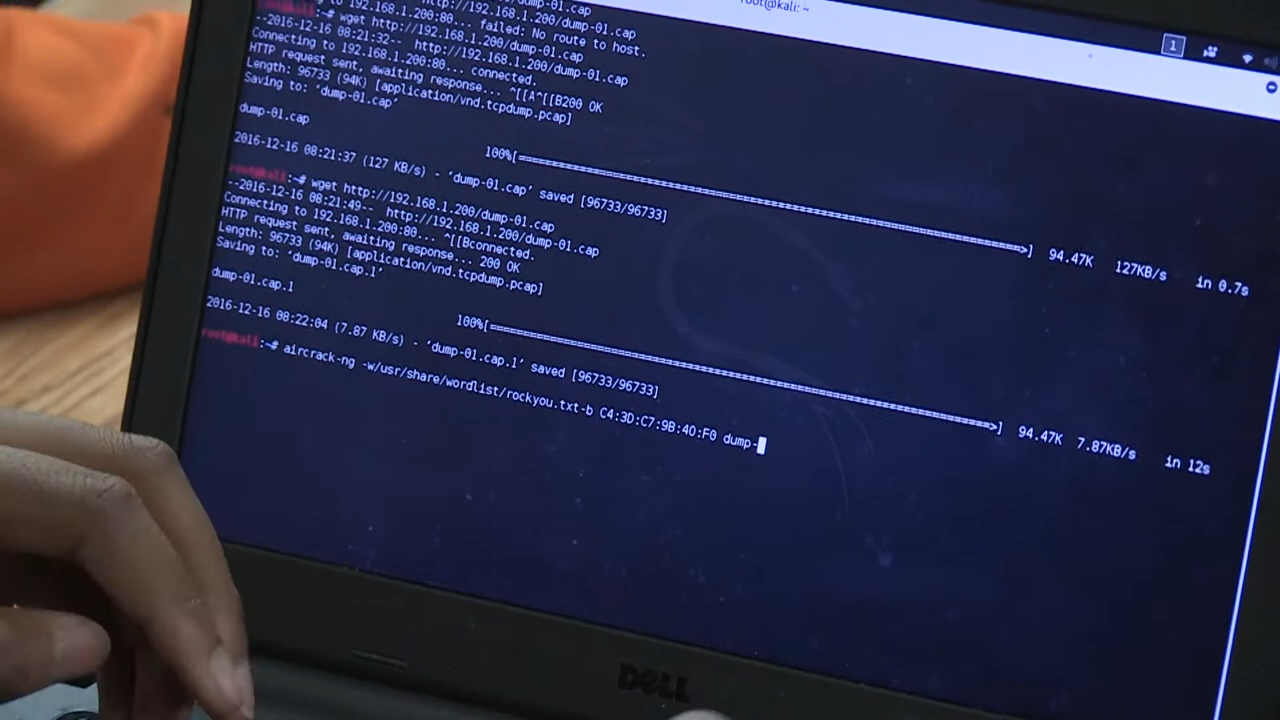 root@kali: ~
1
/dump-01.cap
http://192.168.1.200/dump-01.cap
to 192.168.1.200:80... failed: No route to host.
root@kali:~# wget http://192.168.1.200/dump-01.cap
--2016-12-16 08:21:32-- http://192.168.1.200/dump-01.cap
Connecting to 192.168.1.200:80... connected.
HTTP request sent, awaiting response... ^[[A^[[B200 OK
Length: 96733 (94K) [application/vnd.tcpdump.pcap]
Saving to: ‘dump-01.cap’
dump-01.cap 100%[===================================================>] 94.47K 127KB/s in 0.7s
2016-12-16 08:21:37 (127 KB/s) - ‘dump-01.cap’ saved [96733/96733]
root@kali:~# wget http://192.168.1.200/dump-01.cap
--2016-12-16 08:21:49-- http://192.168.1.200/dump-01.cap
Connecting to 192.168.1.200:80... ^[[Bconnected.
HTTP request sent, awaiting response... 200 OK
Length: 96733 (94K) [application/vnd.tcpdump.pcap]
Saving to: ‘dump-01.cap.1’
dump-01.cap.1 100%[===================================================>] 94.47K 7.87KB/s in 12s
2016-12-16 08:22:04 (7.87 KB/s) - ‘dump-01.cap.1’ saved [96733/96733]
root@kali:~# aircrack-ng -w/usr/share/wordlist/rockyou.txt-b C4:3D:C7:9B:40:F0 dump-
DELL